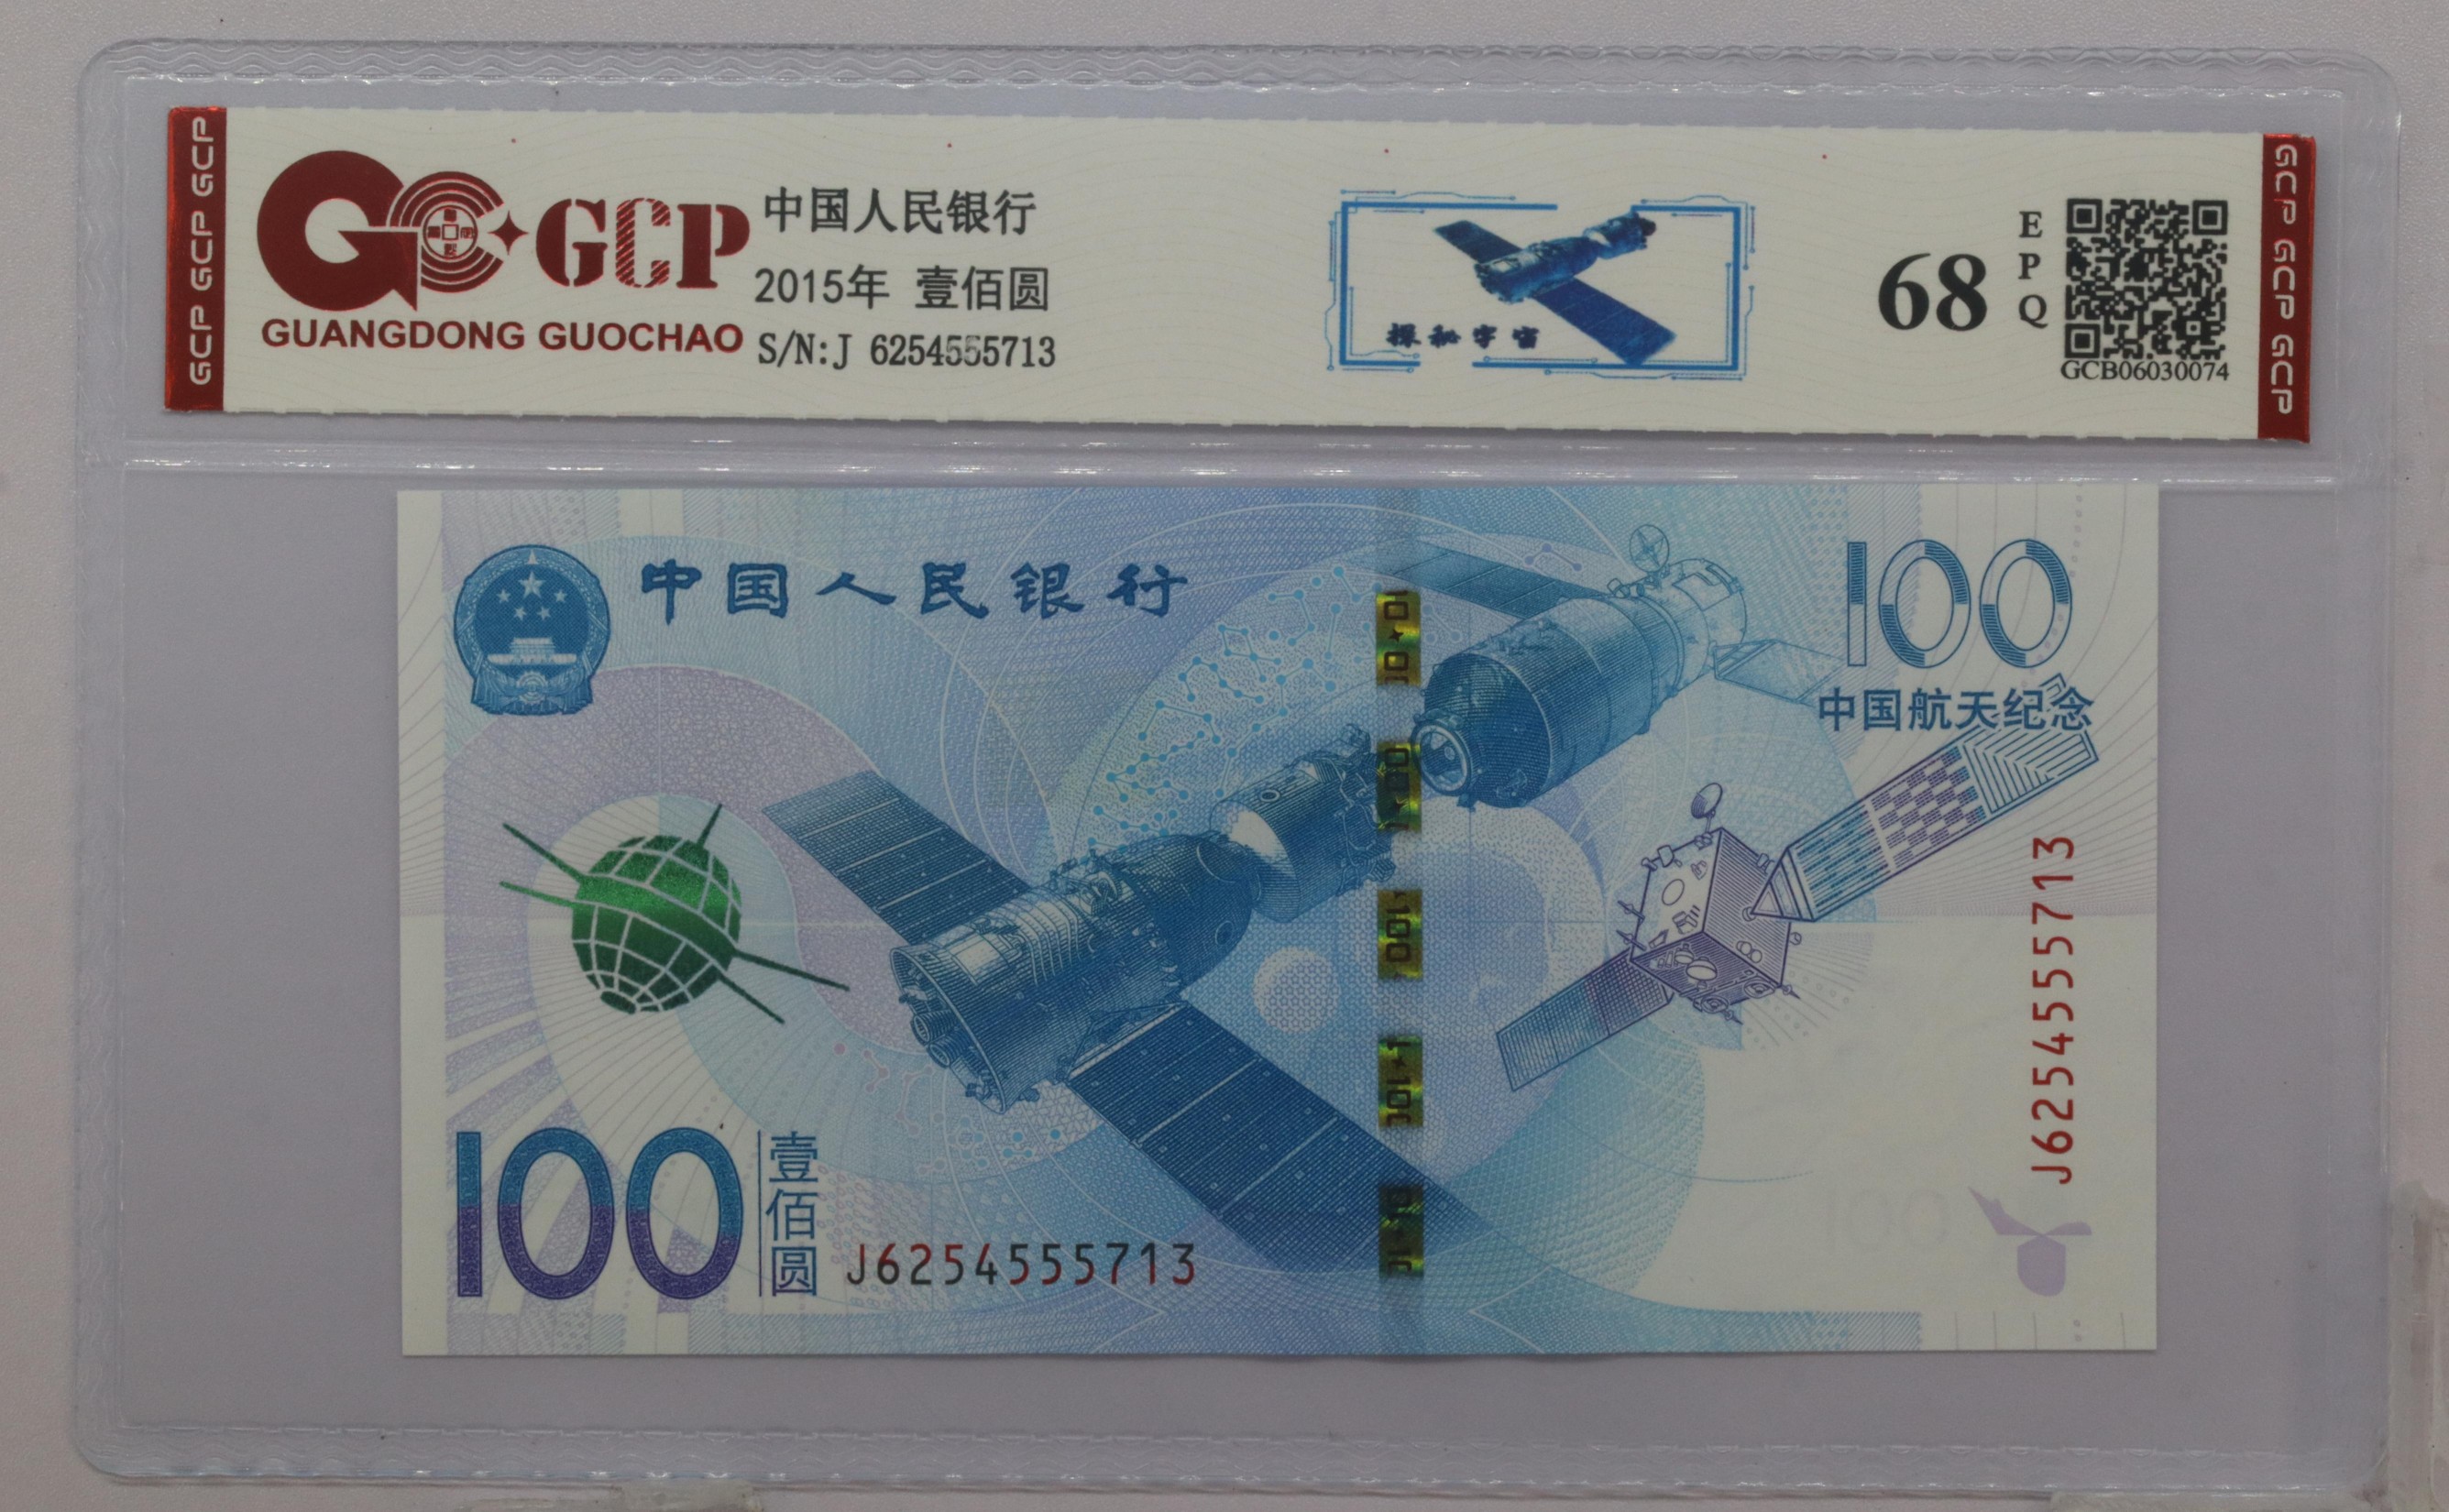 GCP GCP GCP
GCP
中国人民银行
2015年 壹佰圆
GUANGDONG GUOCHAO
S/N:J 6254555713
探秘宇宙
68
EPQ
GCB06030074
GCP GCP GCP
中国人民银行
100
中国航天纪念
J6254555713
100
壹佰圆
J6254555713